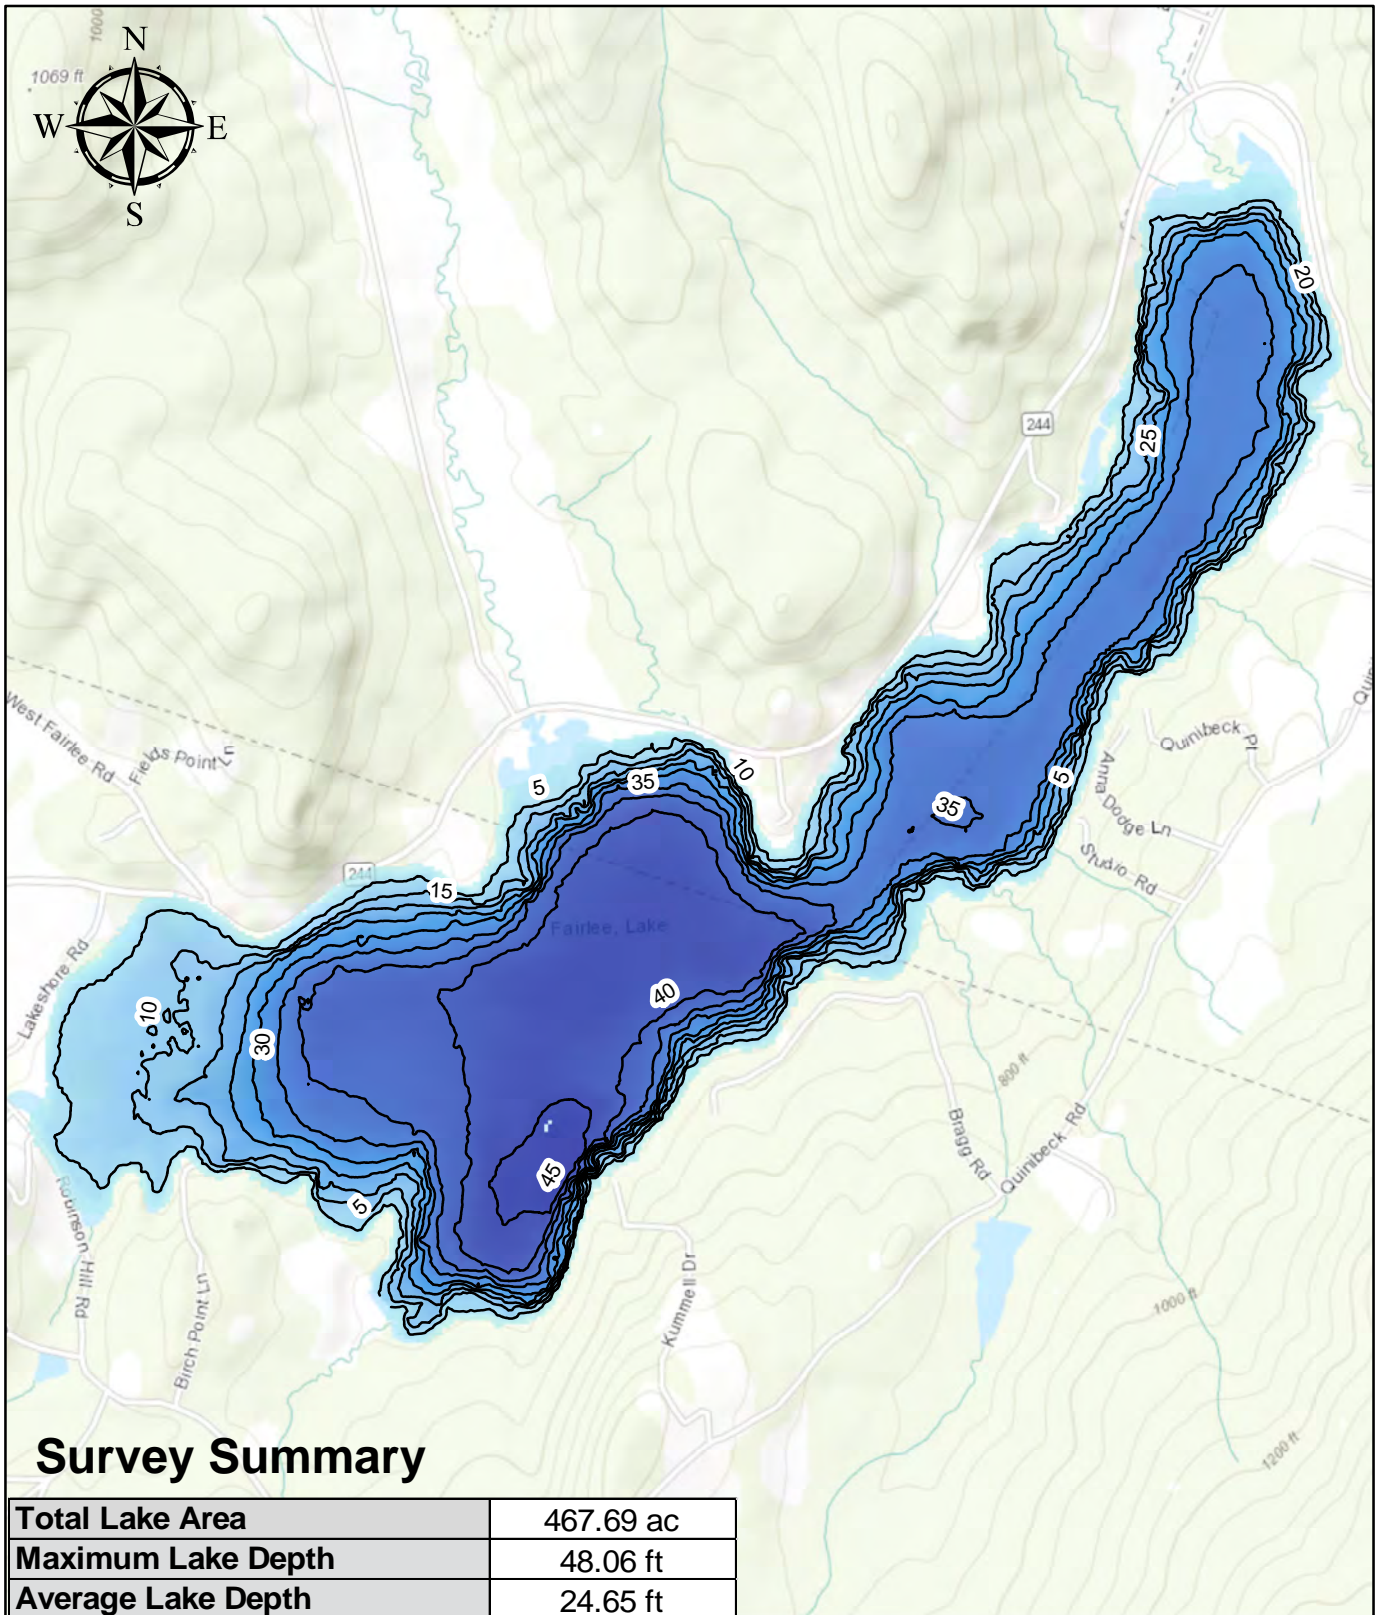 N
1000
1069 ft
W
E
S
20
244
25
West Fairlee Rd
Fields Point Ln
Quinibeck Pl
5
35
10
5
Anna Dodge Ln
35
Studio Rd
244
15
Fairlee, Lake
Lakeshore Rd
40
10
30
800 ft
Bragg Rd
Quinibeck Rd
45
5
Robinson Hill Rd
Birch Point Ln
Kummell Dr
1000 ft
1200 ft
Survey Summary
Total Lake Area 467.69 ac
Maximum Lake Depth 48.06 ft
Average Lake Depth 24.65 ft